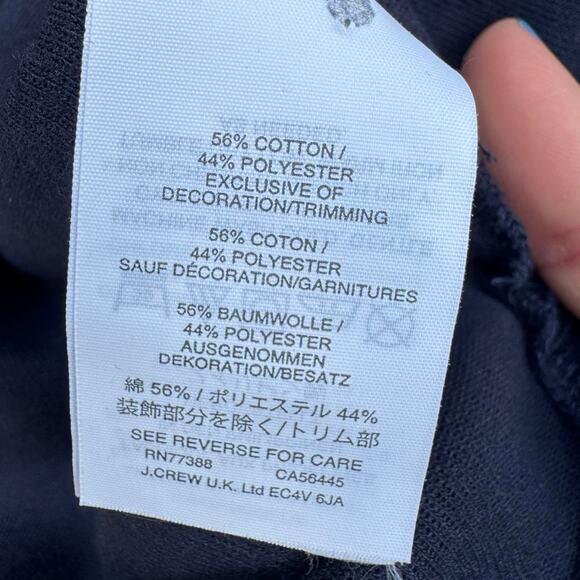 56% COTTON /
44% POLYESTER
EXCLUSIVE OF
DECORATION/TRIMMING
56% COTON /
44% POLYESTER
SAUF DÉCORATION/GARNITURES
56% BAUMWOLLE /
44% POLYESTER
AUSGENOMMEN
DEKORATION/BESATZ
綿 56% / ポリエステル 44%
装飾部分を除く/トリム部
SEE REVERSE FOR CARE
RN77388 CA56445
J.CREW U.K. Ltd EC4V 6JA